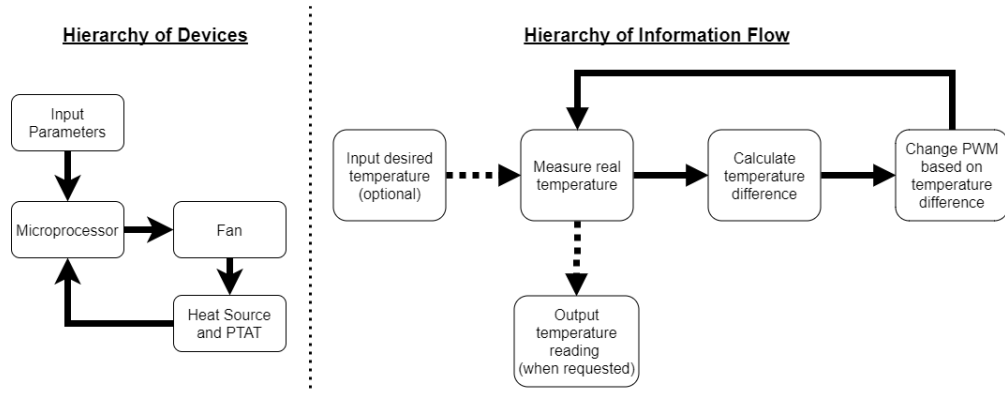 Hierarchy of Devices
Input
Parameters
Microprocessor
Fan
Heat Source
and PTAT
Hierarchy of Information Flow
Input desired
temperature
(optional)
Measure real
temperature
Calculate
temperature
difference
Change PWM
based on
temperature
difference
Output
temperature
reading
(when requested)